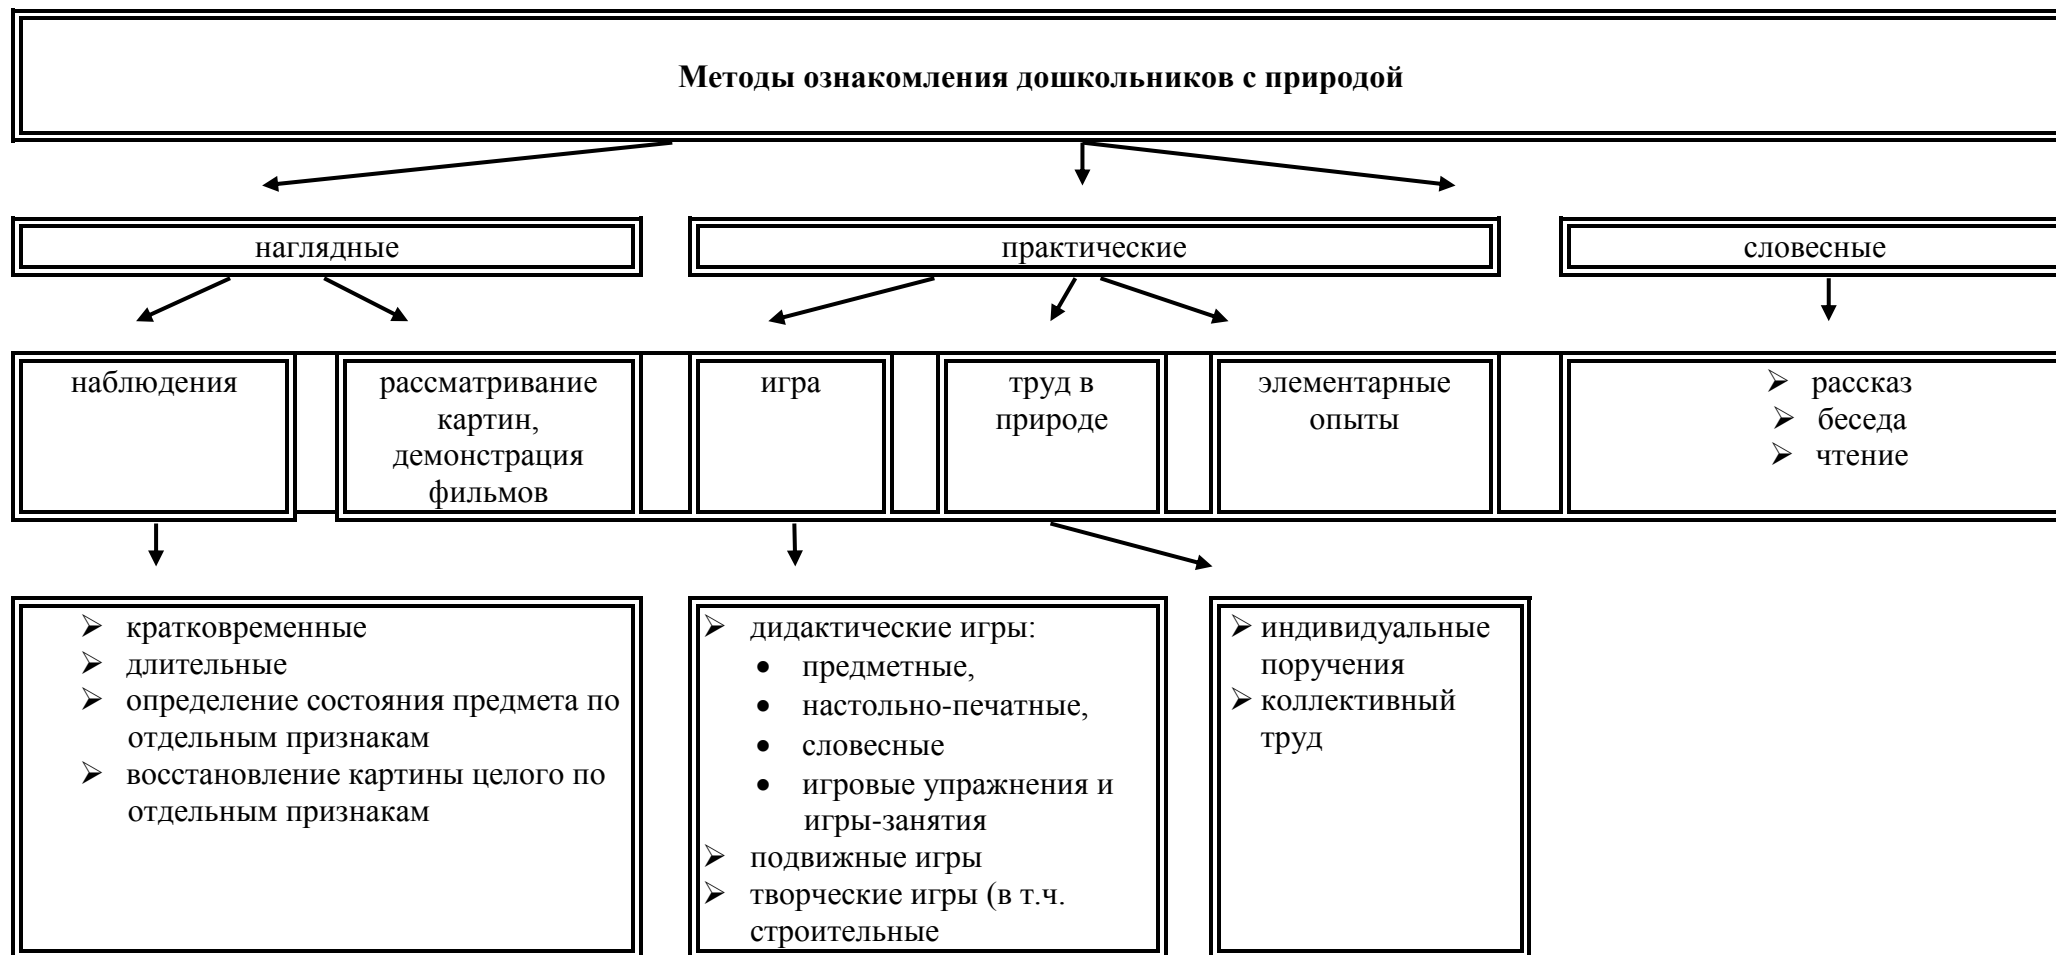 Методы ознакомления дошкольников с природой
наглядные
практические
словесные
наблюдения
рассматривание
картин,
демонстрация
фильмов
игра
труд в
природе
элементарные
опыты
➢ рассказ
➢ беседа
➢ чтение
➢ кратковременные
➢ длительные
➢ определение состояния предмета по
отдельным признакам
➢ восстановление картины целого по
отдельным признакам
➢ дидактические игры:
• предметные,
• настольно-печатные,
• словесные
• игровые упражнения и
игры-занятия
➢ подвижные игры
➢ творческие игры (в т.ч.
строительные
➢ индивидуальные
поручения
➢ коллективный
труд